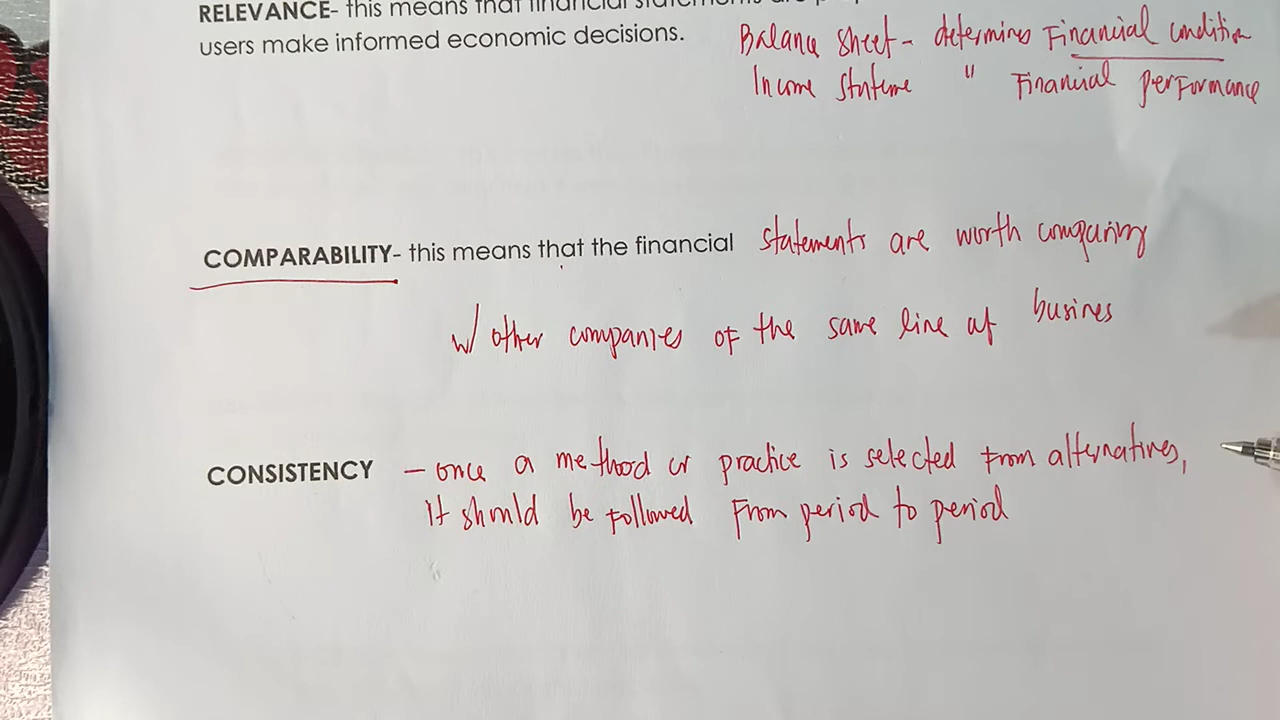 RELEVANCE- this means that financial statements are
users make informed economic decisions.
Balance sheet - determines Financial condition
Income stateme " Financial performance
COMPARABILITY- this means that the financial statements are worth comparing
w/ other companies of the same line of busines
CONSISTENCY - once a method or practice is selected from alternatives,
it should be followed From period to period